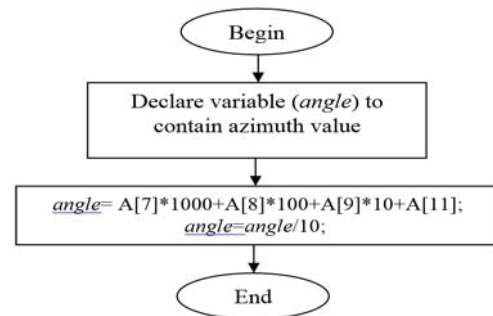 Begin
Declare variable (angle) to
contain azimuth value
angle= A[7]*1000+A[8]*100+A[9]*10+A[11];
angle=angle/10;
End